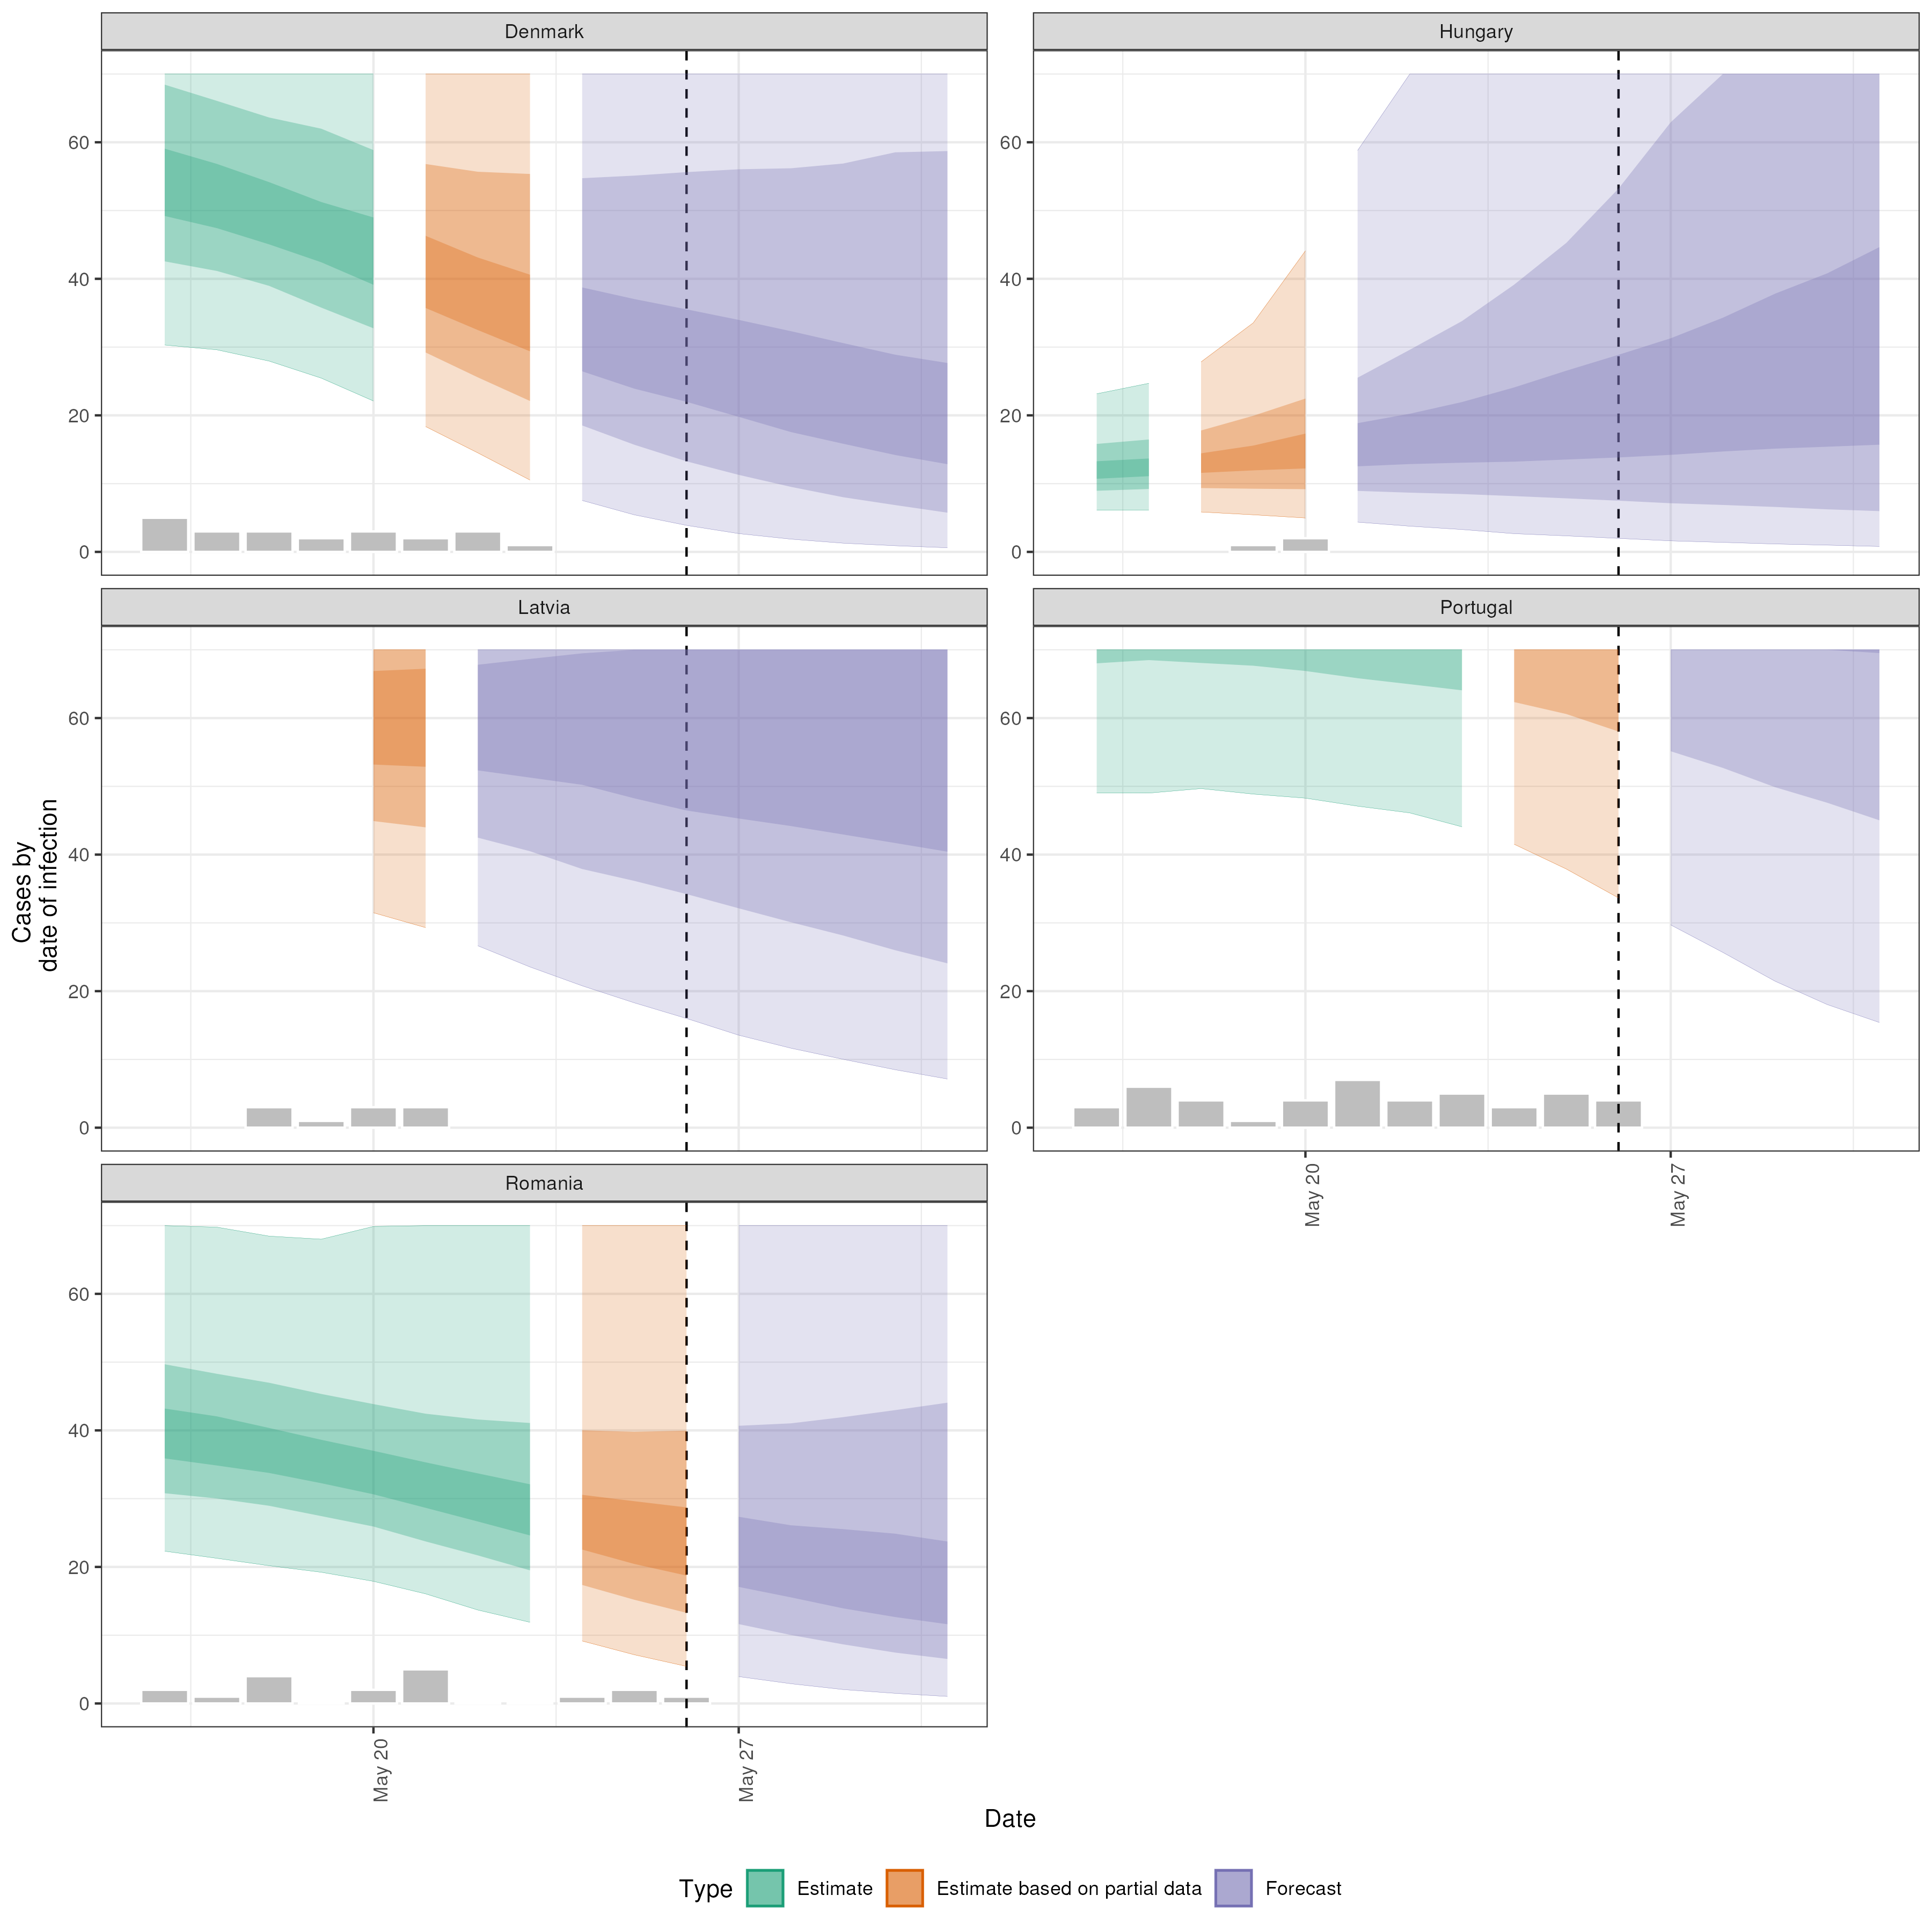 Denmark
Hungary
60
40
20
0
60
40
20
0
Latvia
Portugal
60
40
20
0
60
40
20
0
May 20
May 27
Romania
60
40
20
0
May 20
May 27
Cases by
date of infection
Date
Type
Estimate
Estimate based on partial data
Forecast